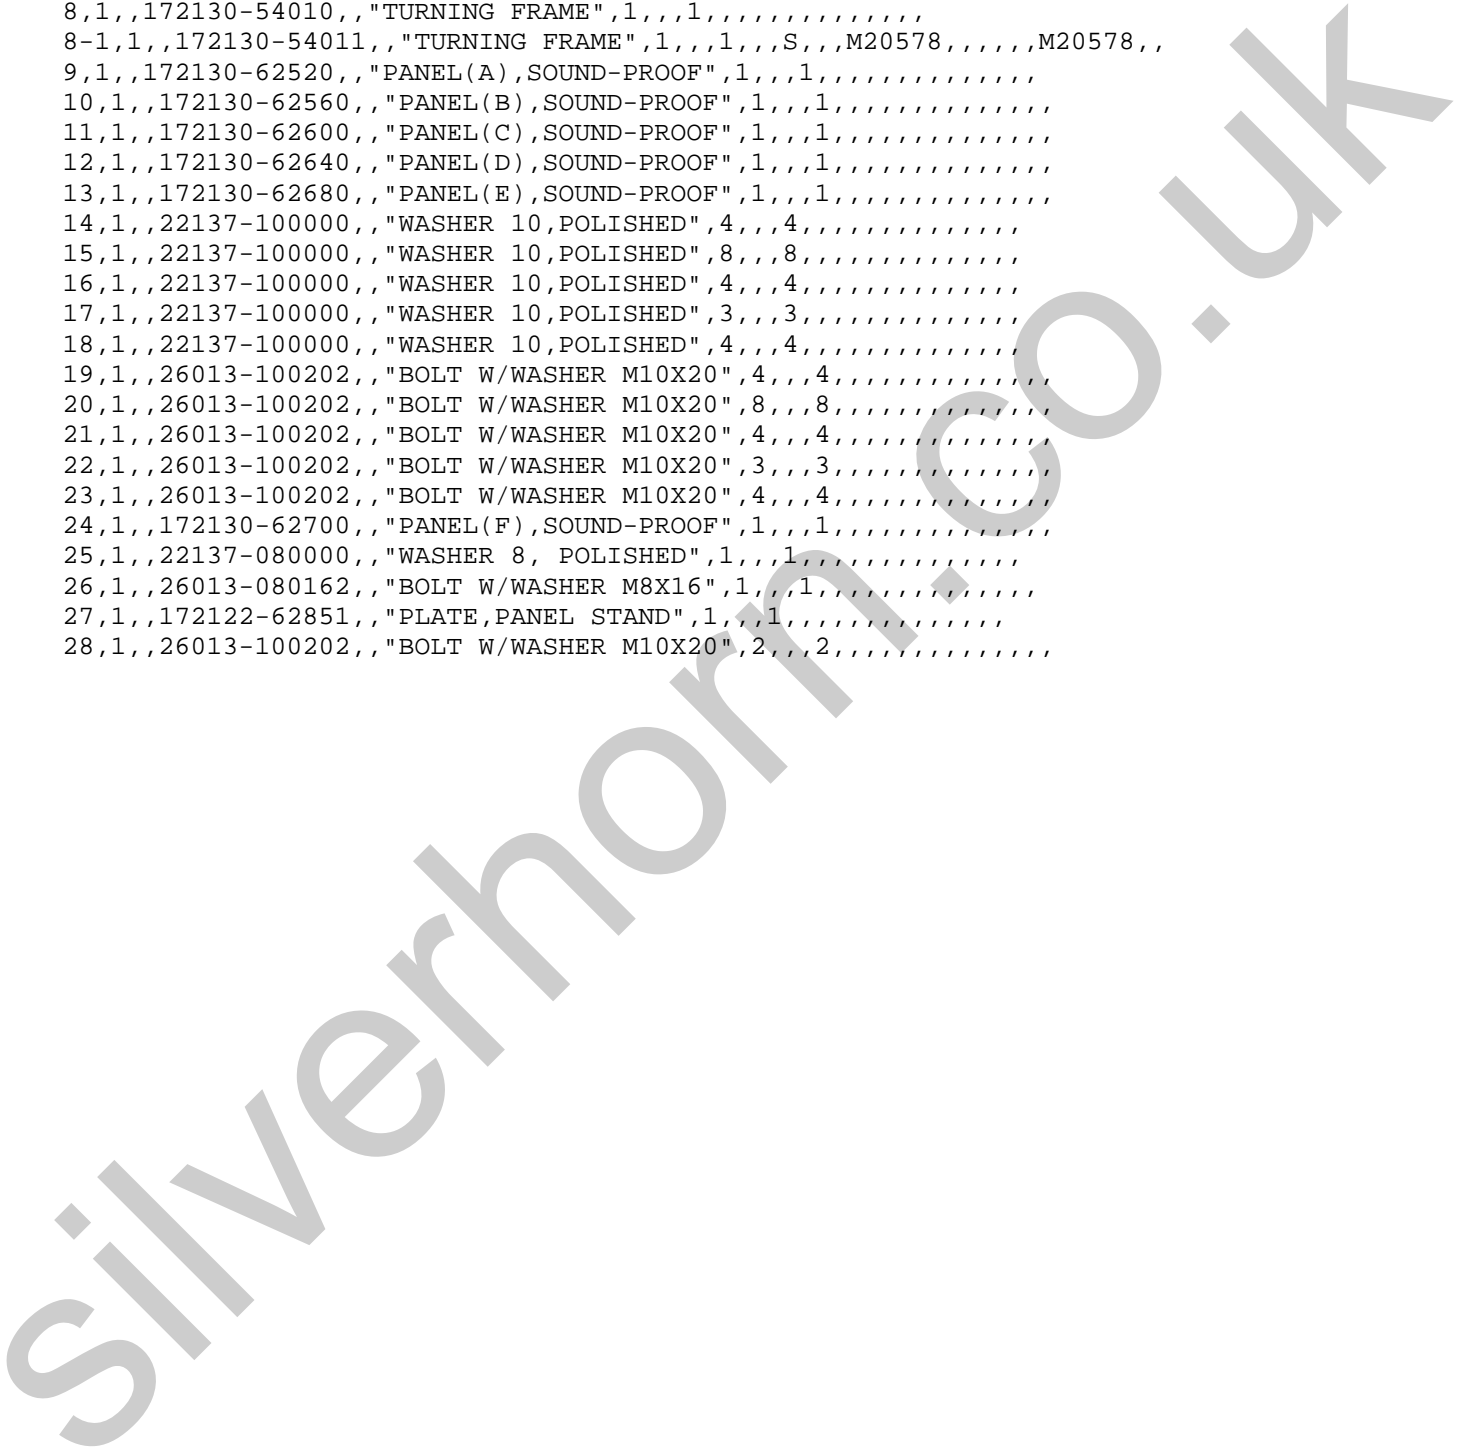 8,1,,172130-54010,,"TURNING FRAME",1,,,1,,,,,,,,,,,,,,
8-1,1,,172130-54011,,"TURNING FRAME",1,,,1,,,S,,,M20578,,,,,,M20578,,
9,1,,172130-62520,,"PANEL(A),SOUND-PROOF",1,,,1,,,,,,,,,,,,,,
10,1,,172130-62560,,"PANEL(B),SOUND-PROOF",1,,,1,,,,,,,,,,,,,,
11,1,,172130-62600,,"PANEL(C),SOUND-PROOF",1,,,1,,,,,,,,,,,,,,
12,1,,172130-62640,,"PANEL(D),SOUND-PROOF",1,,,1,,,,,,,,,,,,,,
13,1,,172130-62680,,"PANEL(E),SOUND-PROOF",1,,,1,,,,,,,,,,,,,,
14,1,,22137-100000,,"WASHER 10,POLISHED",4,,,4,,,,,,,,,,,,,,
15,1,,22137-100000,,"WASHER 10,POLISHED",8,,,8,,,,,,,,,,,,,,
16,1,,22137-100000,,"WASHER 10,POLISHED",4,,,4,,,,,,,,,,,,,,
17,1,,22137-100000,,"WASHER 10,POLISHED",3,,,3,,,,,,,,,,,,,,
18,1,,22137-100000,,"WASHER 10,POLISHED",4,,,4,,,,,,,,,,,,,,
19,1,,26013-100202,,"BOLT W/WASHER M10X20",4,,,4,,,,,,,,,,,,,,
20,1,,26013-100202,,"BOLT W/WASHER M10X20",8,,,8,,,,,,,,,,,,,,
21,1,,26013-100202,,"BOLT W/WASHER M10X20",4,,,4,,,,,,,,,,,,,,
22,1,,26013-100202,,"BOLT W/WASHER M10X20",3,,,3,,,,,,,,,,,,,,
23,1,,26013-100202,,"BOLT W/WASHER M10X20",4,,,4,,,,,,,,,,,,,,
24,1,,172130-62700,,"PANEL(F),SOUND-PROOF",1,,,1,,,,,,,,,,,,,,
25,1,,22137-080000,,"WASHER 8, POLISHED",1,,,1,,,,,,,,,,,,,,
26,1,,26013-080162,,"BOLT W/WASHER M8X16",1,,,1,,,,,,,,,,,,,,
27,1,,172122-62851,,"PLATE,PANEL STAND",1,,,1,,,,,,,,,,,,,,
28,1,,26013-100202,,"BOLT W/WASHER M10X20",2,,,2,,,,,,,,,,,,,,
silverhorn.co.uk